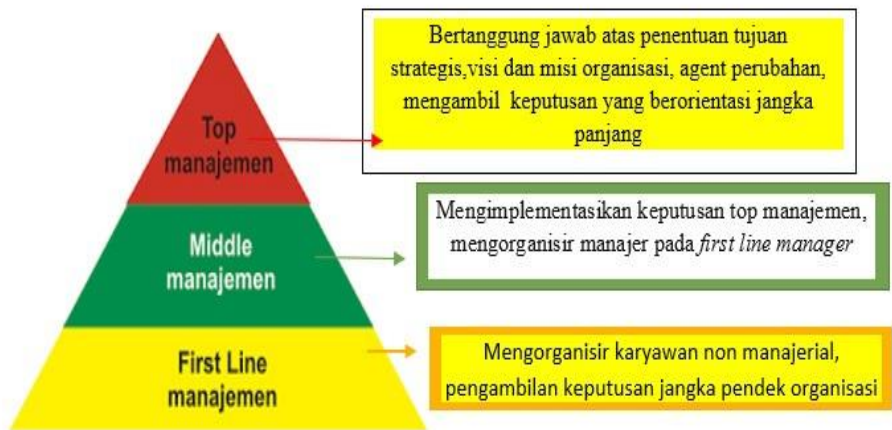 Top
manajemen
Bertanggung jawab atas penentuan tujuan
strategis,visi dan misi organisasi, agent perubahan,
mengambil keputusan yang berorientasi jangka
panjang
Middle
manajemen
Mengimplementasikan keputusan top manajemen,
mengorganisir manajer pada first line manager
First Line
manajemen
Mengorganisir karyawan non manajerial,
pengambilan keputusan jangka pendek organisasi